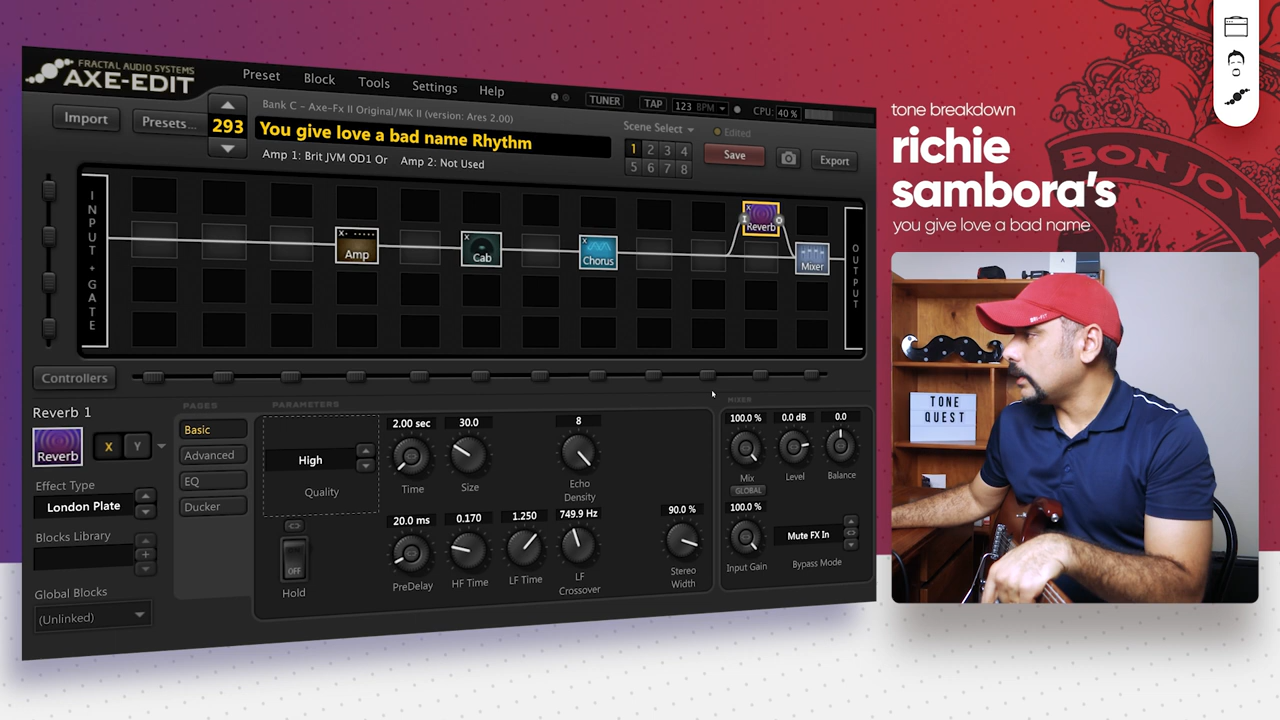 FRACTAL AUDIO SYSTEMS
AXE-EDIT
Preset Block Tools Settings Help
TUNER TAP 123 BPM CPU: 40 %
Import
Presets...
293
Bank C - Axe-Fx II Original/MK II (version: Ares 2.00)
You give love a bad name Rhythm
Amp 1: Brit JVM OD1 Or Amp 2: Not Used
Scene Select
1 2 3 4
5 6 7 8
Edited
Save
Export
INPUT + GATE
Amp
Cab
Chorus
Reverb
Mixer
OUTPUT
Controllers
Reverb 1
Reverb
X Y
Effect Type
London Plate
Blocks Library
Global Blocks
(Unlinked)
PAGES
Basic
Advanced
EQ
Ducker
PARAMETERS
High
Quality
OFF
Hold
2.00 sec 30.0 8
Time Size Echo Density
20.0 ms 0.170 1.250 749.9 Hz 90.0 %
PreDelay HF Time LF Time LF Crossover Stereo Width
MIXER
100.0 % 0.0 dB 0.0
Mix Level Balance
GLOBAL
100.0 %
Input Gain
Mute FX In
Bypass Mode
tone breakdown
richie
sambora's
you give love a bad name
BON JOVI
TONE
QUEST